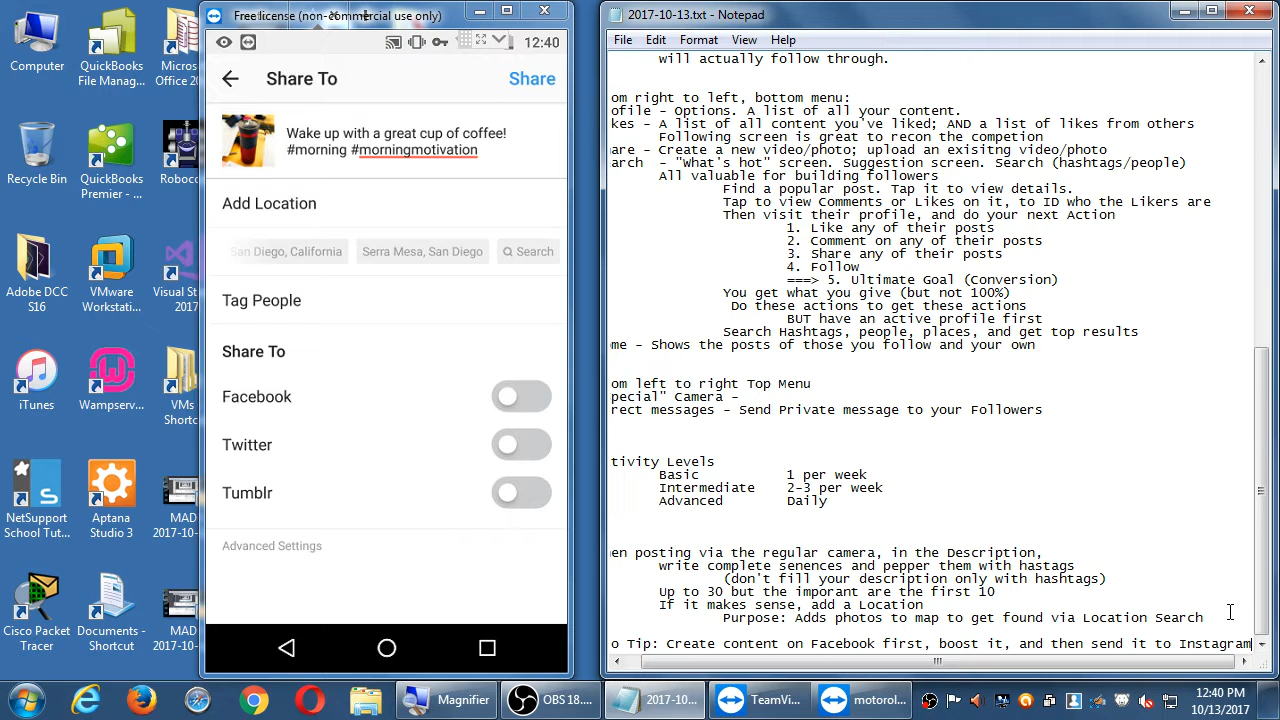 Computer
QuickBooks
File Manag...
Micros
Office 20
Recycle Bin
QuickBooks
Premier - ...
Roboco
Adobe DCC
S16
VMware
Workstati...
Visual St
2017
iTunes
Wampserv...
VMs
Shortc
NetSupport
School Tut...
Aptana
Studio 3
MAD
2017-10-
Cisco Packet
Tracer
Documents -
Shortcut
MAD
2017-10-
Free license (non-commercial use only)
12:40
Share To
Share
Wake up with a great cup of coffee!
#morning #morningmotivation
Add Location
San Diego, California
Serra Mesa, San Diego
Search
Tag People
Share To
Facebook
Twitter
Tumblr
Advanced Settings
2017-10-13.txt - Notepad
File Edit Format View Help
will actually follow through.
om right to left, bottom menu:
ofile - Options. A list of all your content.
kes - A list of all content you've liked; AND a list of likes from others
Following screen is great to recon the competion
are - Create a new video/photo; upload an exisitng video/photo
arch - "what's hot" screen. Suggestion screen. Search (hashtags/people)
All valuable for building followers
Find a popular post. Tap it to view details.
Tap to view Comments or Likes on it, to ID who the Likers are
Then visit their profile, and do your next Action
1. Like any of their posts
2. Comment on any of their posts
3. Share any of their posts
4. Follow
===> 5. Ultimate Goal (Conversion)
You get what you give (but not 100%)
Do these actions to get these actions
BUT have an active profile first
Search Hashtags, people, places, and get top results
ome - Shows the posts of those you follow and your own
om left to right Top Menu
pecial" Camera -
rect messages - Send Private message to your Followers
tivity Levels
Basic 1 per week
Intermediate 2-3 per week
Advanced Daily
en posting via the regular camera, in the Description,
write complete senences and pepper them with hastags
(don't fill your description only with hashtags)
Up to 30 but the imporant are the first 10
If it makes sense, add a Location
Purpose: Adds photos to map to get found via Location Search
o Tip: Create content on Facebook first, boost it, and then send it to Instagram
Magnifier
OBS 18....
2017-10...
TeamVi...
motorol...
12:40 PM
10/13/2017